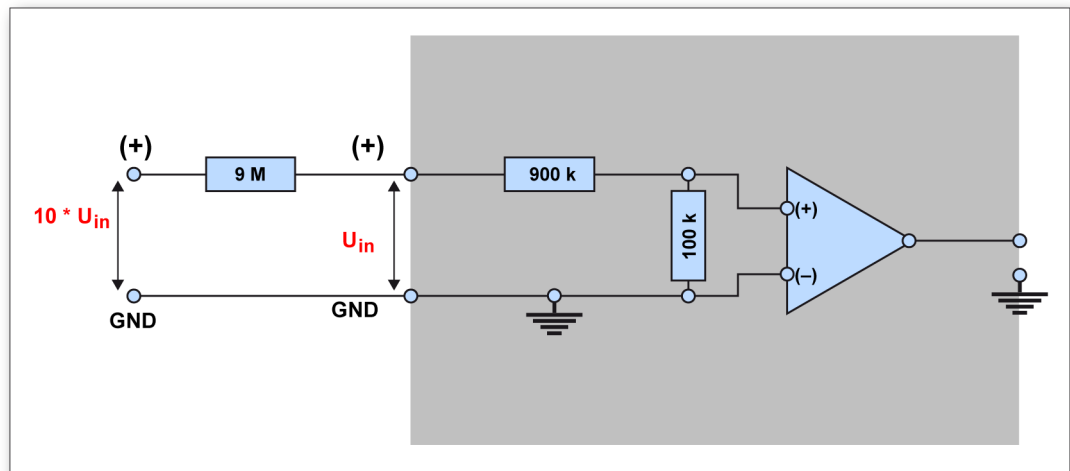 (+)
9 M
(+)
900 k
100 k
(+)
(–)
10 * Uin
Uin
GND
GND